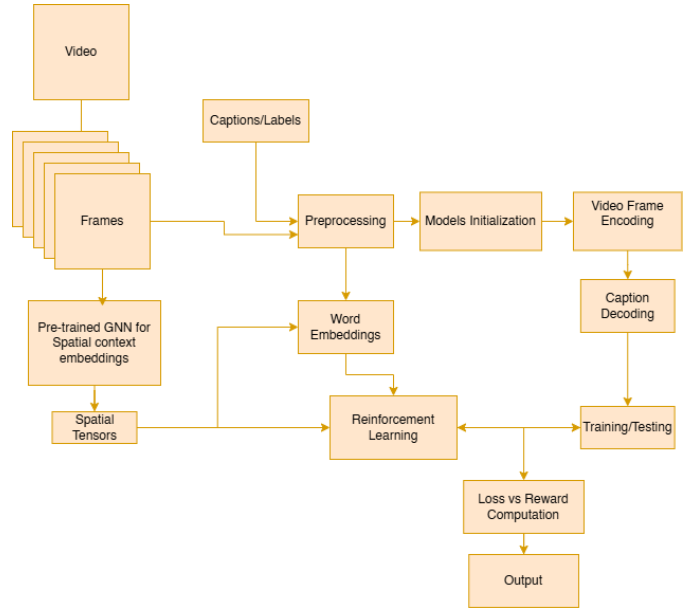 Video
Captions/Labels
Frames
Preprocessing
Models Initialization
Video Frame
Encoding
Pre-trained GNN for
Spatial context
embeddings
Word
Embeddings
Caption
Decoding
Spatial
Tensors
Reinforcement
Learning
Training/Testing
Loss vs Reward
Computation
Output